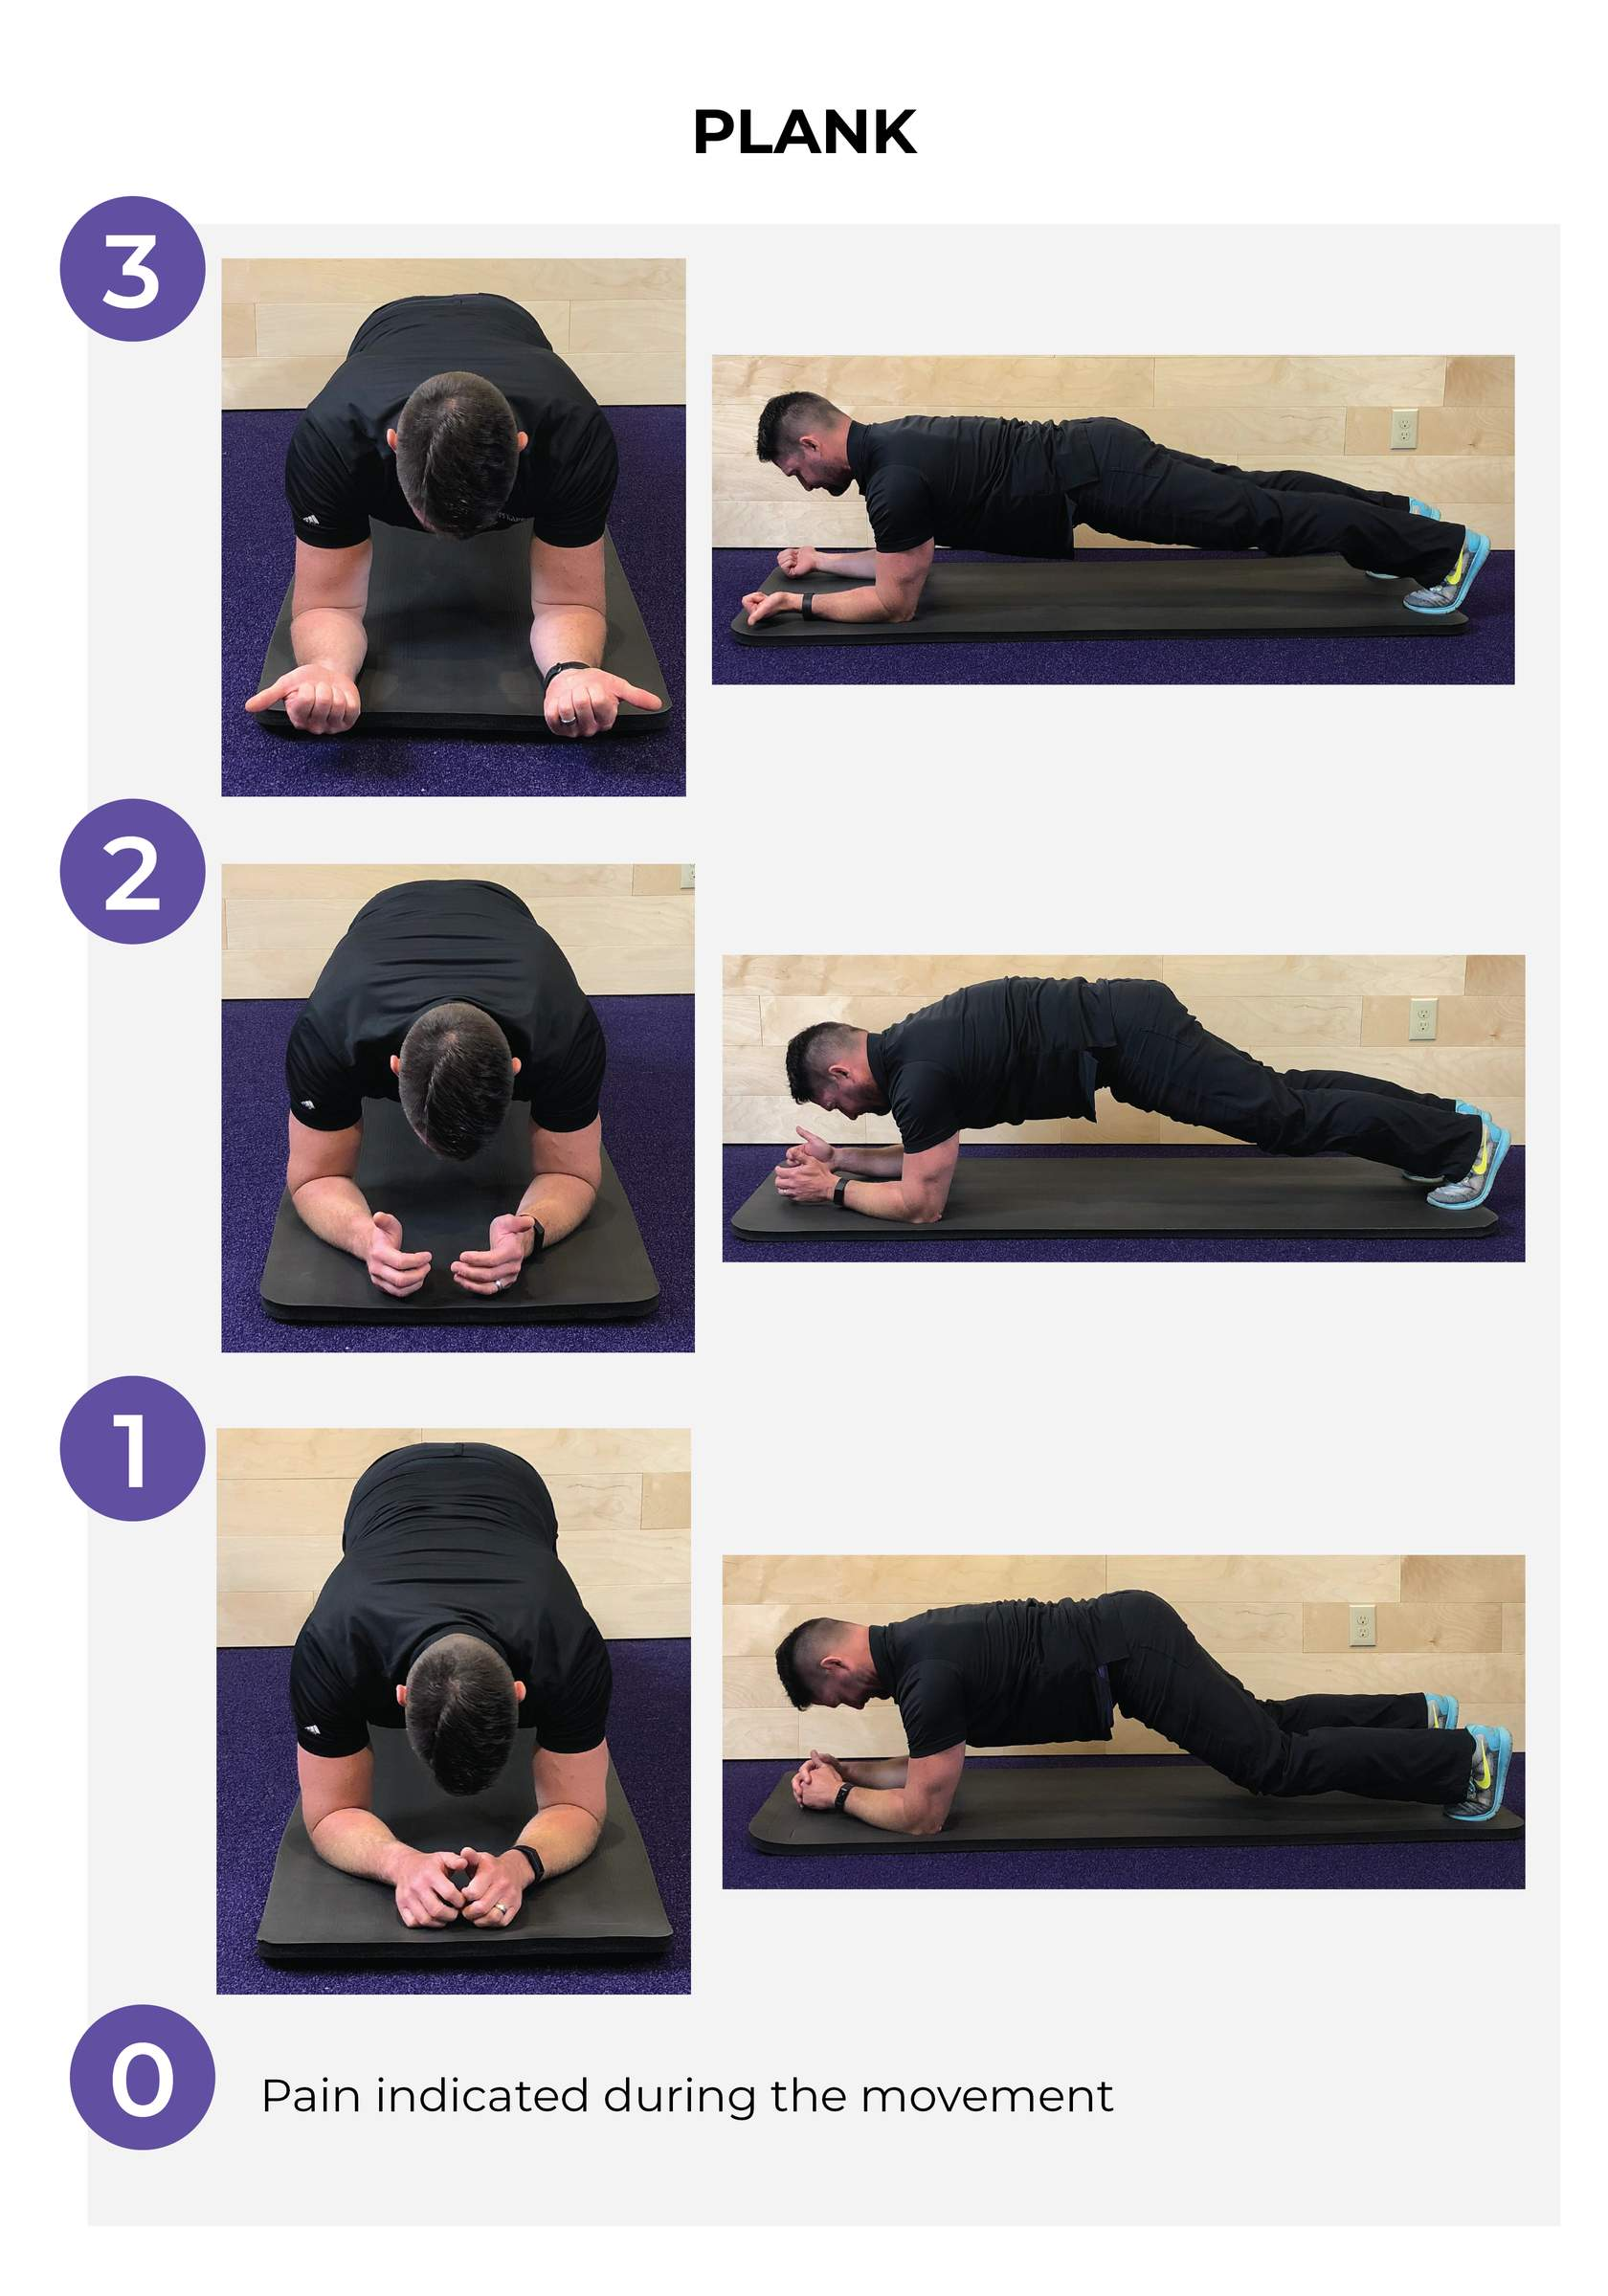 PLANK
3
2
1
0
Pain indicated during the movement